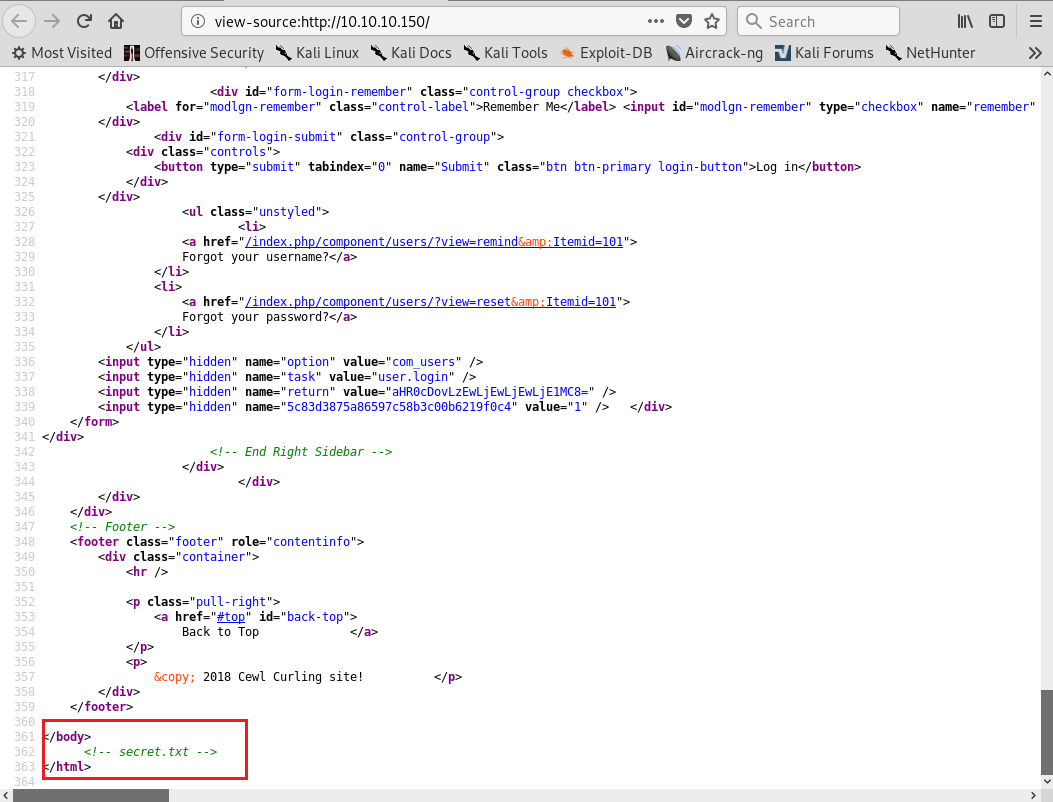 view-source:http://10.10.10.150/
Search
Most Visited Offensive Security Kali Linux Kali Docs Kali Tools Exploit-DB Aircrack-ng Kali Forums NetHunter
317 </div>
318 <div id="form-login-remember" class="control-group checkbox">
319 <label for="modlgn-remember" class="control-label">Remember Me</label> <input id="modlgn-remember" type="checkbox" name="remember"
320 </div>
321 <div id="form-login-submit" class="control-group">
322 <div class="controls">
323 <button type="submit" tabindex="0" name="Submit" class="btn btn-primary login-button">Log in</button>
324 </div>
325 </div>
326 <ul class="unstyled">
327 <li>
328 <a href="/index.php/component/users/?view=remind&amp;Itemid=101">
329 Forgot your username?</a>
330 </li>
331 <li>
332 <a href="/index.php/component/users/?view=reset&amp;Itemid=101">
333 Forgot your password?</a>
334 </li>
335 </ul>
336 <input type="hidden" name="option" value="com_users" />
337 <input type="hidden" name="task" value="user.login" />
338 <input type="hidden" name="return" value="aHR0cDovLzEwLjEwLjEwLjE1MC8=" />
339 <input type="hidden" name="5c83d3875a86597c58b3c00b6219f0c4" value="1" /> </div>
340 </form>
341 </div>
342 <!-- End Right Sidebar -->
343 </div>
344 </div>
345 </div>
346 </div>
347 <!-- Footer -->
348 <footer class="footer" role="contentinfo">
349 <div class="container">
350 <hr />
351
352 <p class="pull-right">
353 <a href="#top" id="back-top">
354 Back to Top </a>
355 </p>
356 <p>
357 &copy; 2018 Cewl Curling site! </p>
358 </div>
359 </footer>
360
361 </body>
362 <!-- secret.txt -->
363 </html>
364